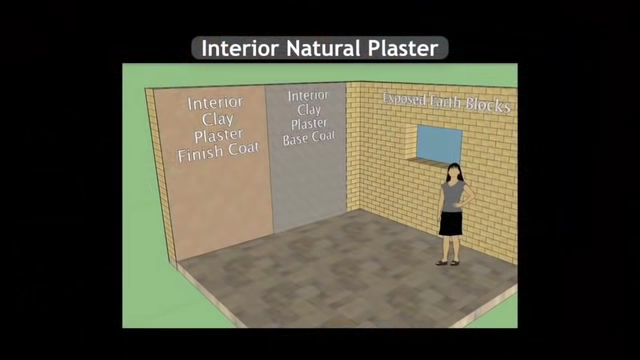 Interior Natural Plaster
Interior
Clay
Plaster
Finish Coat
Interior
Clay
Plaster
Base Coat
Exposed Earth Blocks